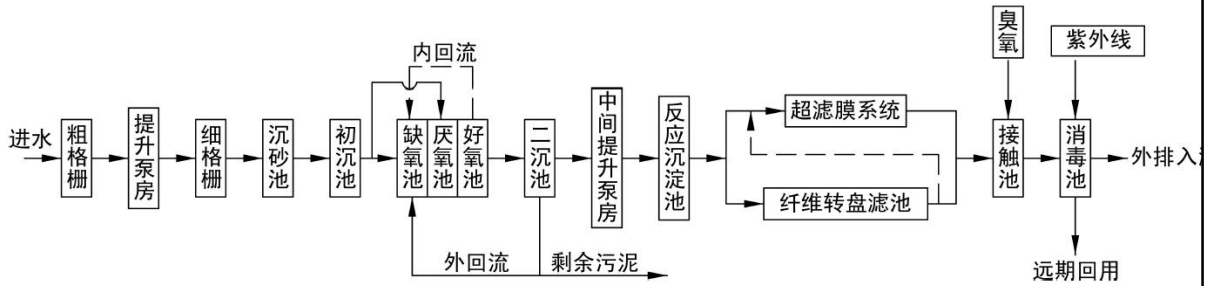 进水
粗格栅
提升泵房
细格栅
沉砂池
初沉池
内回流
缺氧池
厌氧池
好氧池
二沉池
中间提升泵房
反应沉淀池
超滤膜系统
纤维转盘滤池
臭氧
接触池
紫外线
消毒池
外排入
远期回用
外回流
剩余污泥